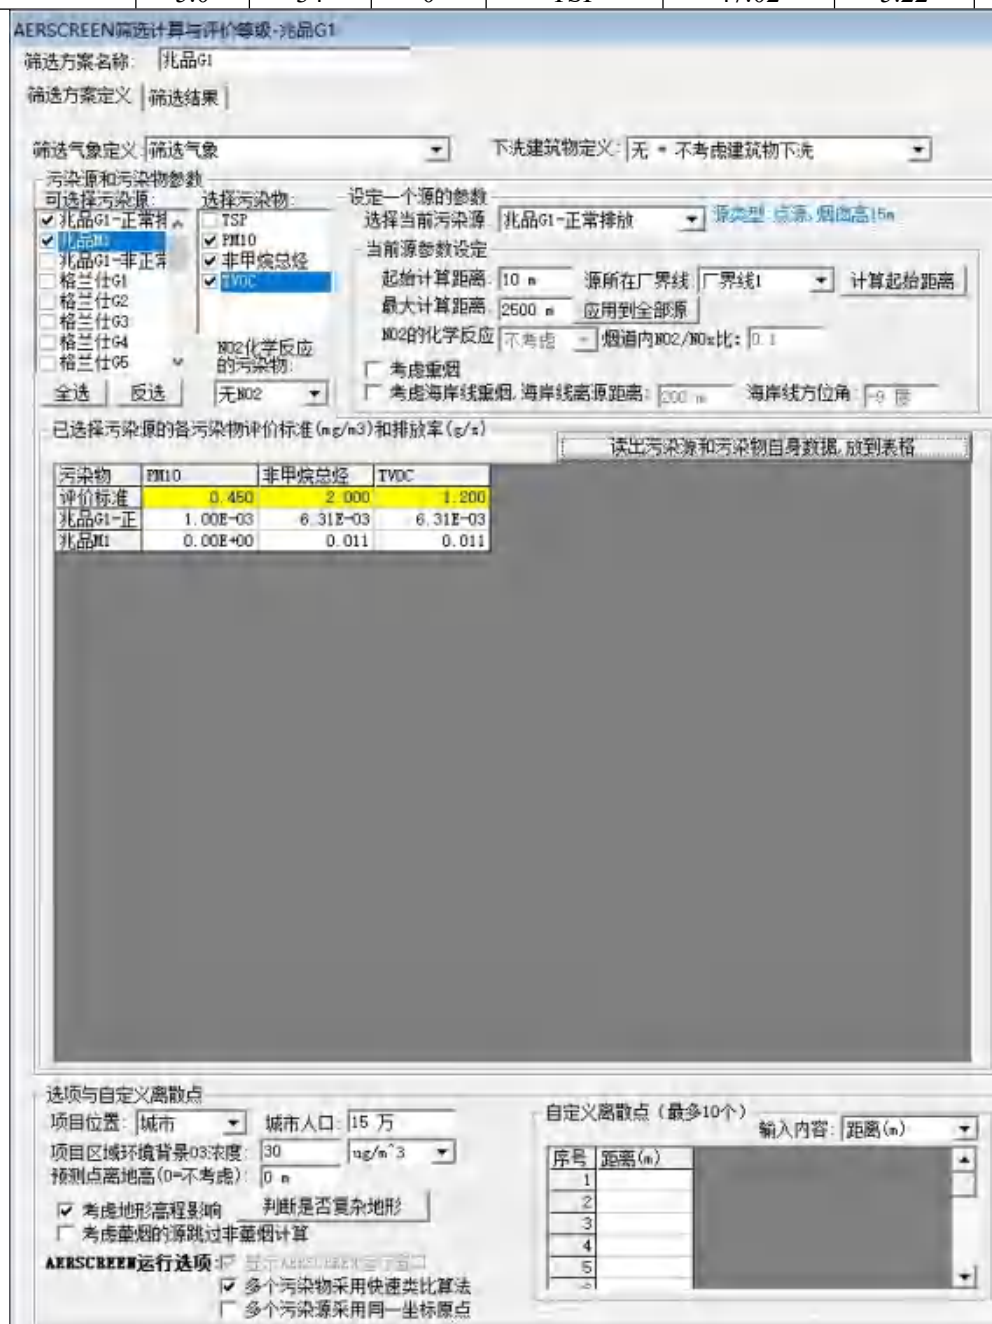 AERSCREEN筛选计算与评价等级-兆品G1
筛选方案名称: 兆品G1
筛选方案定义 筛选结果
筛选气象定义: 筛选气象 下洗建筑物定义: 无 * 不考虑建筑物下洗
污染源和污染物参数
可选择污染源: 选择污染物: 设定一个源的参数
兆品G1-正常排 TSP 选择当前污染源: 兆品G1-正常排放 源类型:点源,烟囱高15m
兆品M1 PM10 当前源参数设定
兆品G1-非正常 非甲烷总烃
格兰仕G1 TVOC 起始计算距离: 10 m 源所在厂界线: 厂界线1 计算起始距离
格兰仕G2 最大计算距离: 2500 m 应用到全部源
格兰仕G3
格兰仕G4 NO2化学反应 NO2的化学反应: 不考虑 烟道内NO2/NOx比: 0.1
格兰仕G5 的污染物: 考虑重烟
全选 反选 无NO2 考虑海岸线重烟,海岸线离源距离: 200 m 海岸线方位角: -9 度
已选择污染源的各污染物评价标准(mg/m3)和排放率(g/s)
读出污染源和污染物自身数据,放到表格
污染物 PM10 非甲烷总烃 TVOC
评价标准 0.450 2.000 1.200
兆品G1-正 1.00E-03 6.31E-03 6.31E-03
兆品M1 0.00E+00 0.011 0.011
选项与自定义离散点
项目位置: 城市 城市人口: 15 万
项目区域环境背景O3浓度: 30 ug/m^3
预测点离地高(0=不考虑): 0 m
考虑地形高程影响 判断是否复杂地形
考虑重烟的源跳过非重烟计算
AERSCREEN运行选项:
多个污染物采用快速类比算法
多个污染源采用同一坐标原点
自定义离散点(最多10个)
输入内容: 距离(m)
序号 距离(m)
1
2
3
4
5